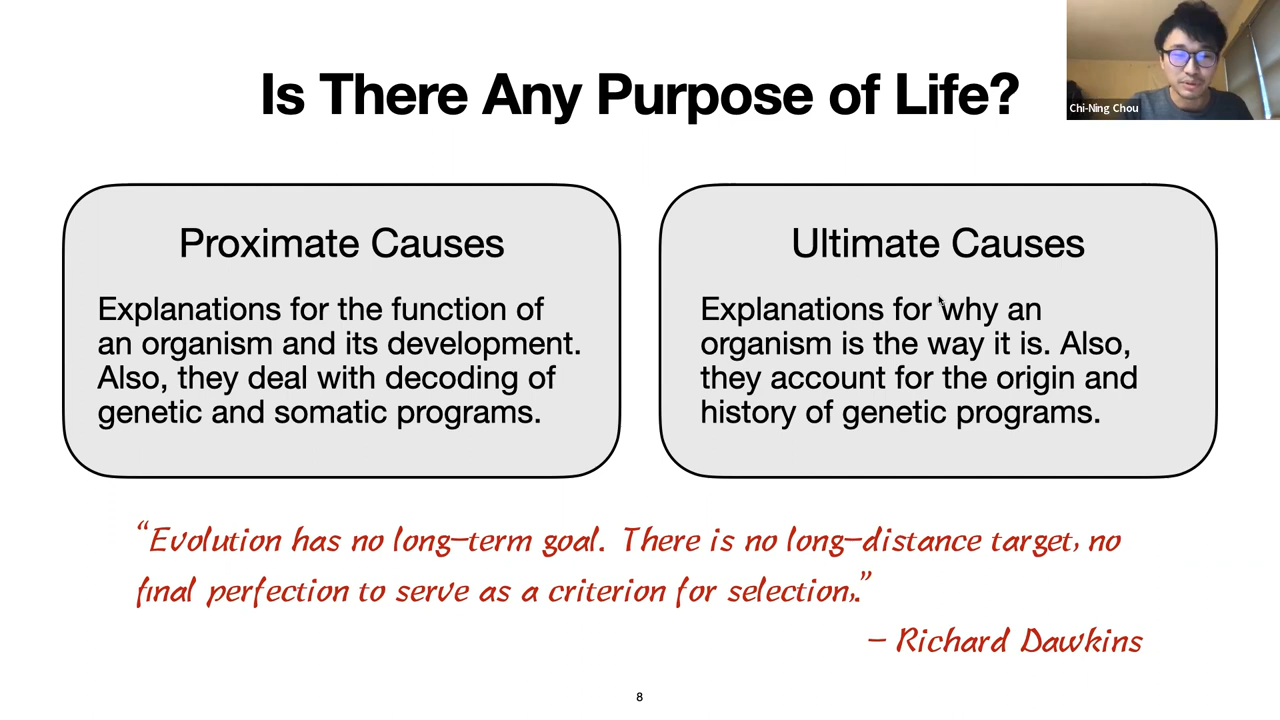 Is There Any Purpose of Life?
Chi-Ning Chou
Proximate Causes
Explanations for the function of
an organism and its development.
Also, they deal with decoding of
genetic and somatic programs.
Ultimate Causes
Explanations for why an
organism is the way it is. Also,
they account for the origin and
history of genetic programs.
“Evolution has no long-term goal. There is no long-distance target, no
final perfection to serve as a criterion for selection,.”
– Richard Dawkins
8